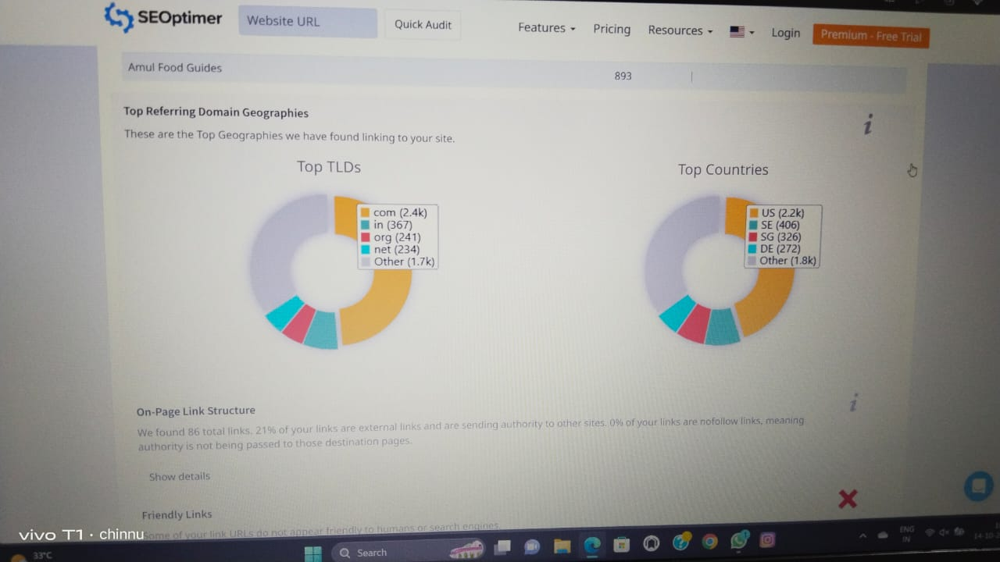 SEOptimer
Website URL
Quick Audit
Features
Pricing
Resources
Login
Premium - Free Trial
Amul Food Guides
893
Top Referring Domain Geographies
i
These are the Top Geographies we have found linking to your site.
Top TLDs
Top Countries
com (2.4k)
in (367)
org (241)
net (234)
Other (1.7k)
US (2.2k)
SE (406)
SG (326)
DE (272)
Other (1.8k)
On-Page Link Structure
i
We found 86 total links. 21% of your links are external links and are sending authority to other sites. 0% of your links are nofollow links, meaning
authority is not being passed to those destination pages.
Show details
Friendly Links
Some of your link URLs do not appear friendly to humans or search engines.
vivo T1 · chinnu
33°C
Search
ENG
IN
14-10-